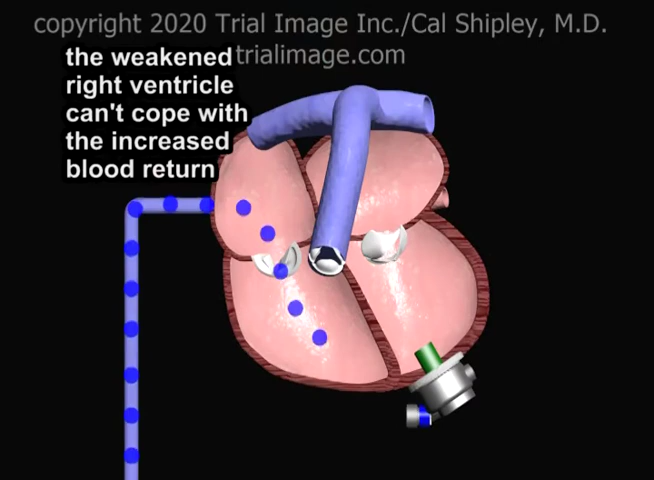 copyright 2020 Trial Image Inc./Cal Shipley, M.D.
trialimage.com
the weakened
right ventricle
can't cope with
the increased
blood return